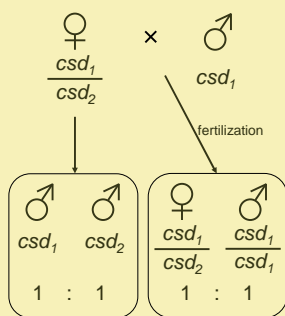 ♀ × ♂
csd1
csd2
csd1
fertilization
♂ ♂
csd1 csd2
1 : 1
♀ ♂
csd1 csd1
csd2 csd1
1 : 1